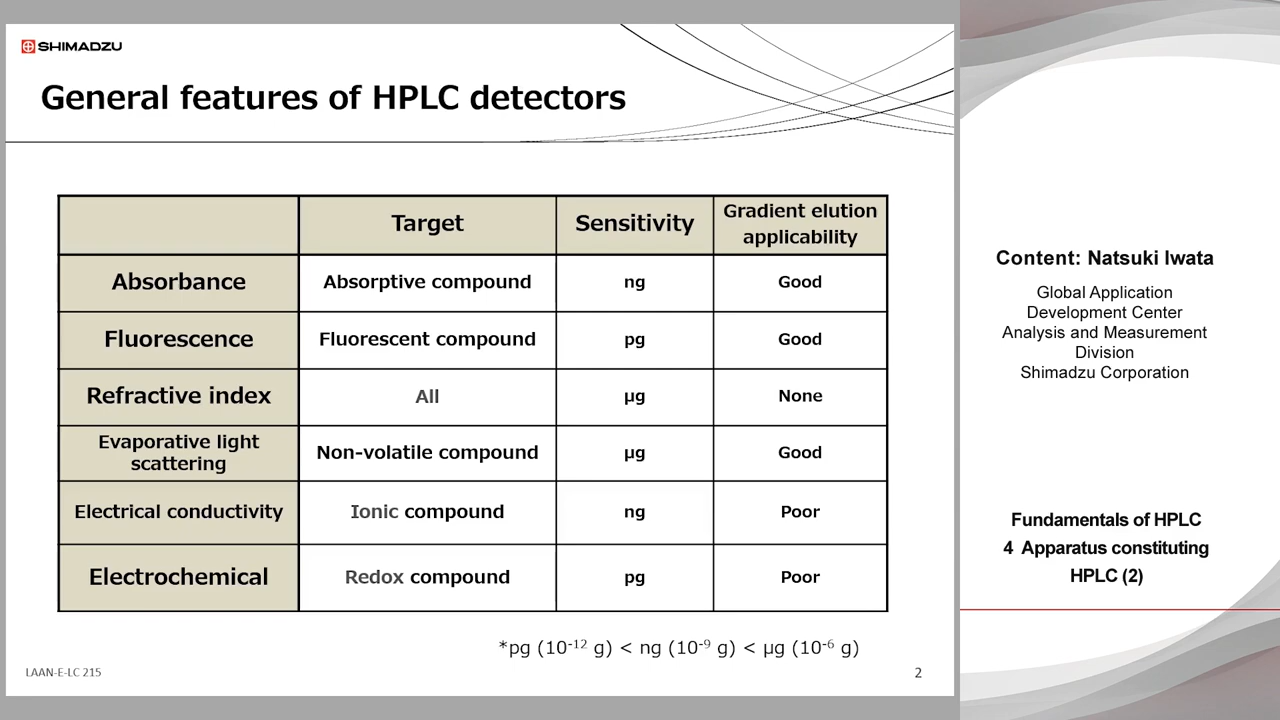 SHIMADZU
General features of HPLC detectors
Target
Sensitivity
Gradient elution
applicability
Absorbance
Absorptive compound
ng
Good
Fluorescence
Fluorescent compound
pg
Good
Refractive index
All
µg
None
Evaporative light
scattering
Non-volatile compound
µg
Good
Electrical conductivity
Ionic compound
ng
Poor
Electrochemical
Redox compound
pg
Poor
*pg (10⁻¹² g) < ng (10⁻⁹ g) < µg (10⁻⁶ g)
LAAN-E-LC 215
2
Content: Natsuki Iwata
Global Application
Development Center
Analysis and Measurement
Division
Shimadzu Corporation
Fundamentals of HPLC
4 Apparatus constituting
HPLC (2)